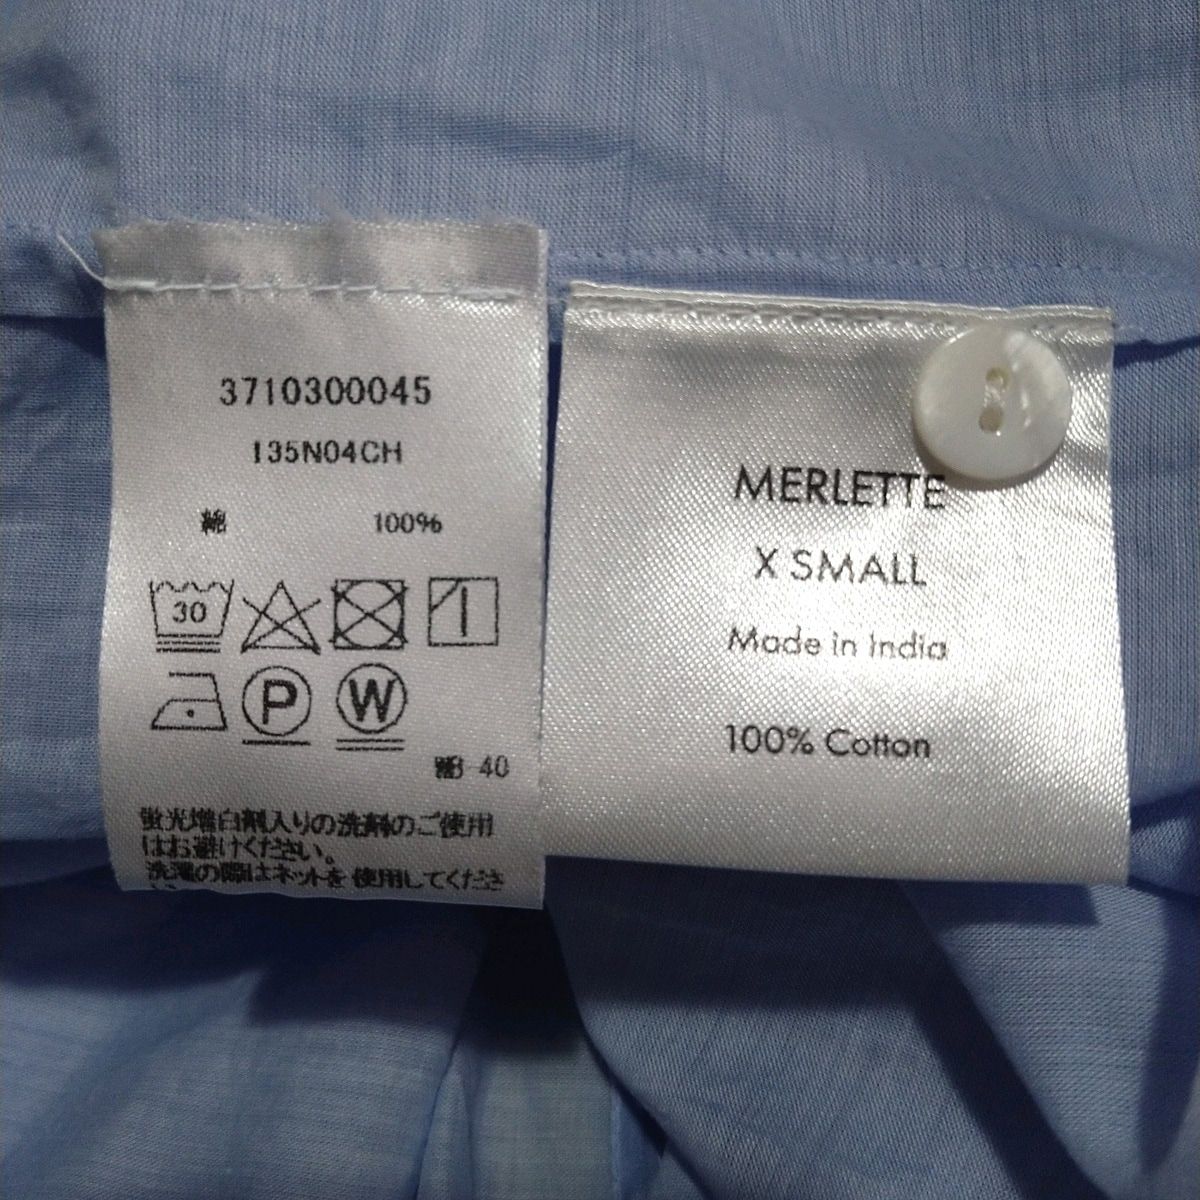 3710300045
135N04CH
綿 100%
30
P
W
40
蛍光増白剤入りの洗剤のご使用
はお避けください。
洗濯の際はネットを使用してくださ
MERLETTE
X SMALL
Made in India
100% Cotton